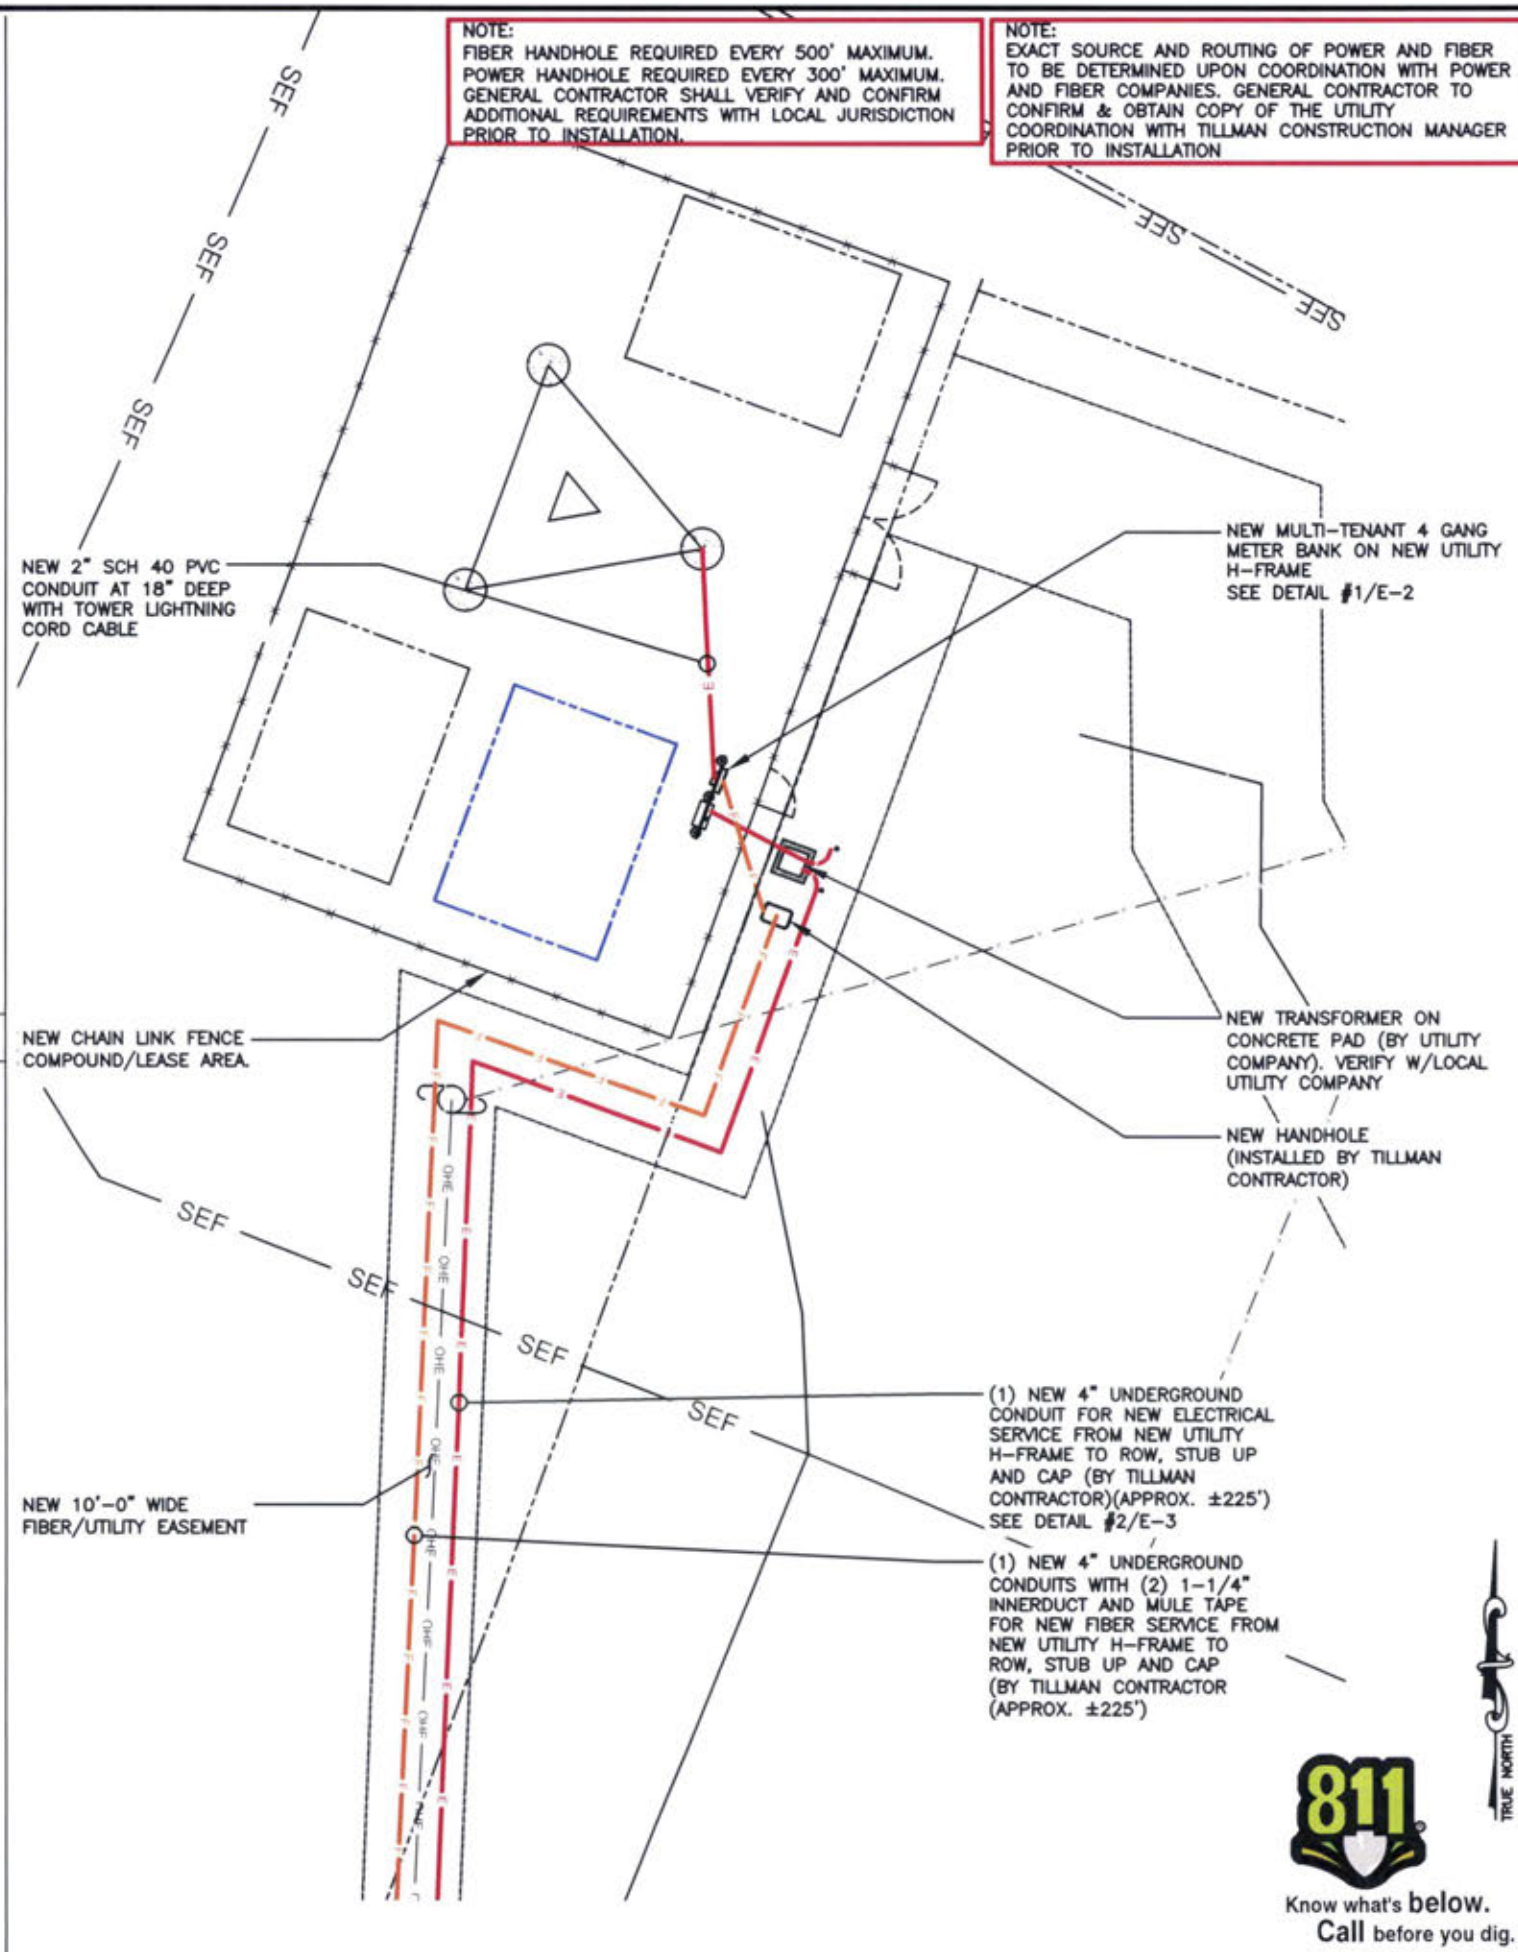 NOTE:
FIBER HANDHOLE REQUIRED EVERY 500' MAXIMUM.
POWER HANDHOLE REQUIRED EVERY 300' MAXIMUM.
GENERAL CONTRACTOR SHALL VERIFY AND CONFIRM
ADDITIONAL REQUIREMENTS WITH LOCAL JURISDICTION
PRIOR TO INSTALLATION.
NOTE:
EXACT SOURCE AND ROUTING OF POWER AND FIBER
TO BE DETERMINED UPON COORDINATION WITH POWER
AND FIBER COMPANIES. GENERAL CONTRACTOR TO
CONFIRM & OBTAIN COPY OF THE UTILITY
COORDINATION WITH TILLMAN CONSTRUCTION MANAGER
PRIOR TO INSTALLATION
SEF
SEF
SEF
SEF
SEF
NEW 2" SCH 40 PVC
CONDUIT AT 18" DEEP
WITH TOWER LIGHTNING
CORD CABLE
NEW MULTI-TENANT 4 GANG
METER BANK ON NEW UTILITY
H-FRAME
SEE DETAIL #1/E-2
E
F
NEW CHAIN LINK FENCE
COMPOUND/LEASE AREA.
NEW TRANSFORMER ON
CONCRETE PAD (BY UTILITY
COMPANY). VERIFY W/LOCAL
UTILITY COMPANY
NEW HANDHOLE
(INSTALLED BY TILLMAN
CONTRACTOR)
F
E
F
F
F
F
F
E
E
E
E
OHE
OHE
OHE
OHE
OHE
OHE
OHE
OHE
F
F
F
F
F
F
F
E
E
E
E
E
E
SEF
SEF
SEF
SEF
NEW 10'-0" WIDE
FIBER/UTILITY EASEMENT
(1) NEW 4" UNDERGROUND
CONDUIT FOR NEW ELECTRICAL
SERVICE FROM NEW UTILITY
H-FRAME TO ROW, STUB UP
AND CAP (BY TILLMAN
CONTRACTOR)(APPROX. ±225')
SEE DETAIL #2/E-3
(1) NEW 4" UNDERGROUND
CONDUITS WITH (2) 1-1/4"
INNERDUCT AND MULE TAPE
FOR NEW FIBER SERVICE FROM
NEW UTILITY H-FRAME TO
ROW, STUB UP AND CAP
(BY TILLMAN CONTRACTOR
(APPROX. ±225')
TRUE NORTH
811
Know what's below.
Call before you dig.